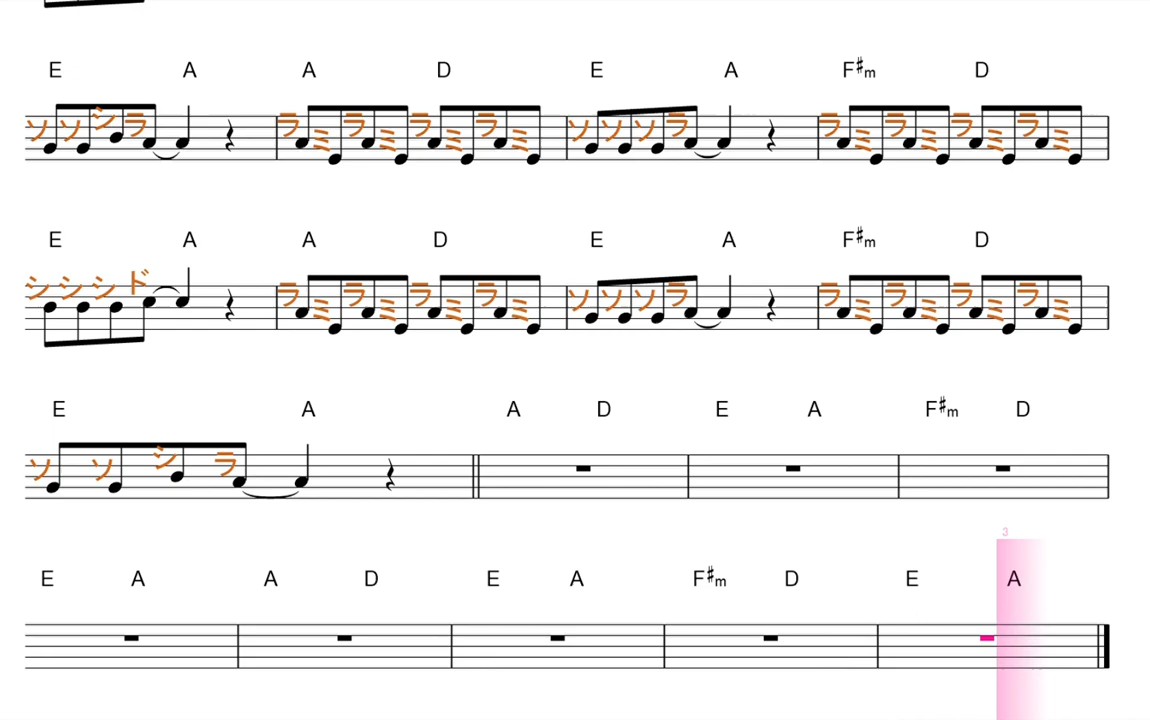 E A A D E A F♯m D
ソ ソ シ ラ ラ ミ ラ ミ ラ ミ ラ ミ ソ ソ ソ ラ ラ ミ ラ ミ ラ ミ ラ ミ
E A A D E A F♯m D
シ シ シ ド ラ ミ ラ ミ ラ ミ ラ ミ ソ ソ ソ ラ ラ ミ ラ ミ ラ ミ ラ ミ
E A A D E A F♯m D
ソ ソ シ ラ
3
E A A D E A F♯m D E A